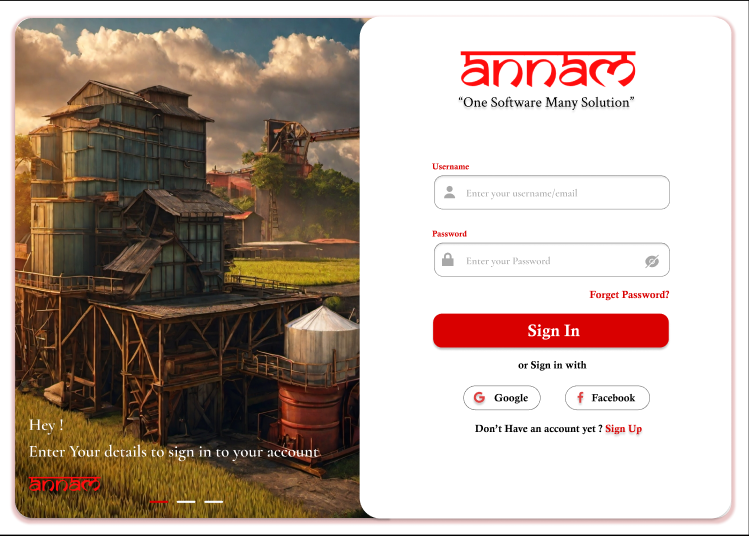 Hey !
Enter Your details to sign in to your account
annam
annam
“One Software Many Solution”
Username
Enter your username/email
Password
Enter your Password
Forget Password?
Sign In
or Sign in with
Google
Facebook
Don’t Have an account yet ? Sign Up